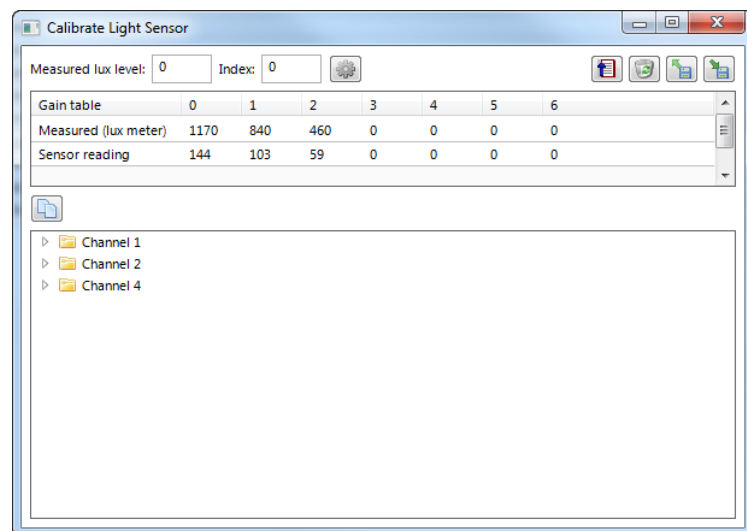 Calibrate Light Sensor
Measured lux level: 0 Index: 0
Gain table 0 1 2 3 4 5 6
Measured (lux meter) 1170 840 460 0 0 0 0
Sensor reading 144 103 59 0 0 0 0
Channel 1
Channel 2
Channel 4